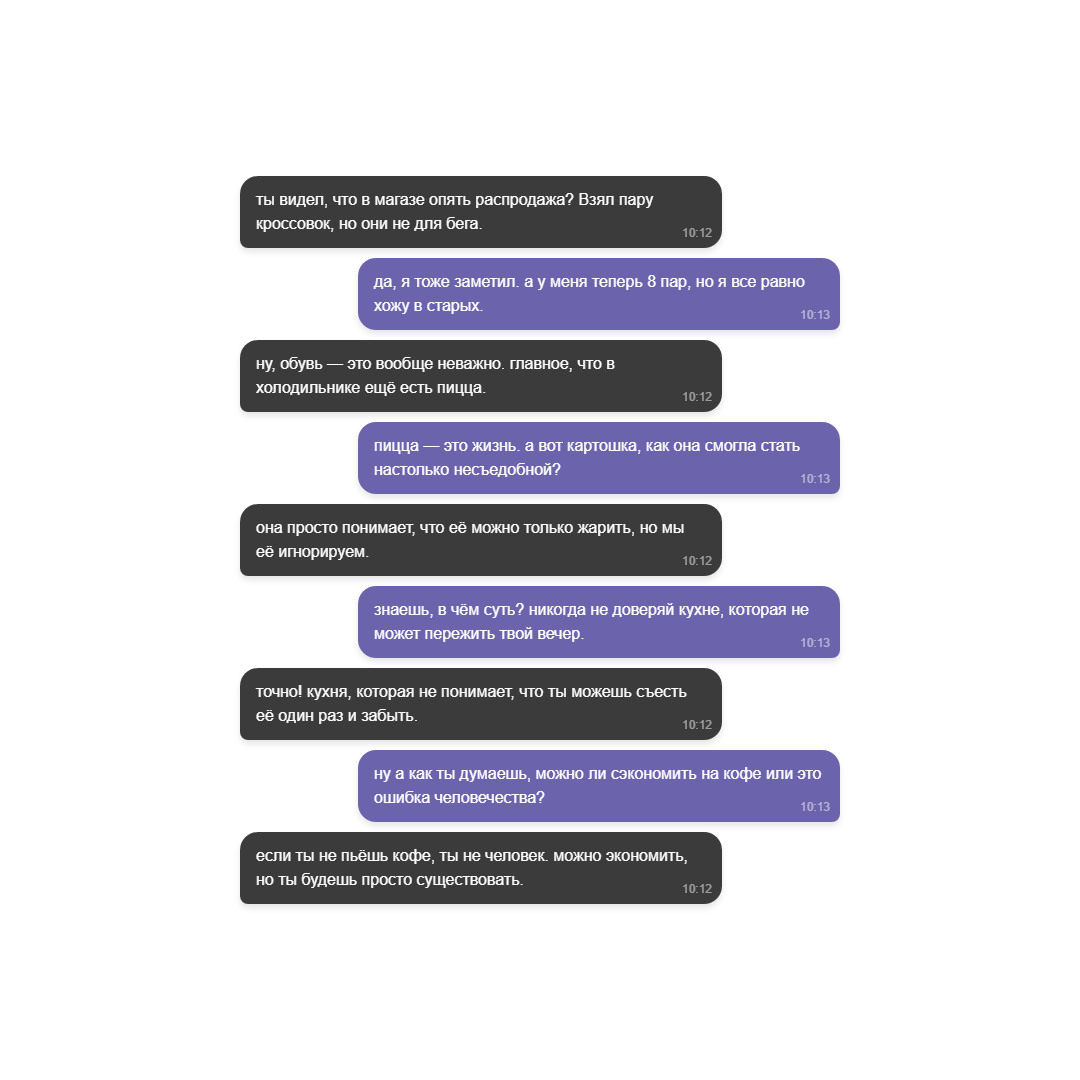 ты видел, что в магазе опять распродажа? Взял пару
кроссовок, но они не для бега.
10:12
да, я тоже заметил. а у меня теперь 8 пар, но я все равно
хожу в старых.
10:13
ну, обувь — это вообще неважно. главное, что в
холодильнике ещё есть пицца.
10:12
пицца — это жизнь. а вот картошка, как она смогла стать
настолько несъедобной?
10:13
она просто понимает, что её можно только жарить, но мы
её игнорируем.
10:12
знаешь, в чём суть? никогда не доверяй кухне, которая не
может пережить твой вечер.
10:13
точно! кухня, которая не понимает, что ты можешь съесть
её один раз и забыть.
10:12
ну а как ты думаешь, можно ли сэкономить на кофе или это
ошибка человечества?
10:13
если ты не пьёшь кофе, ты не человек. можно экономить,
но ты будешь просто существовать.
10:12